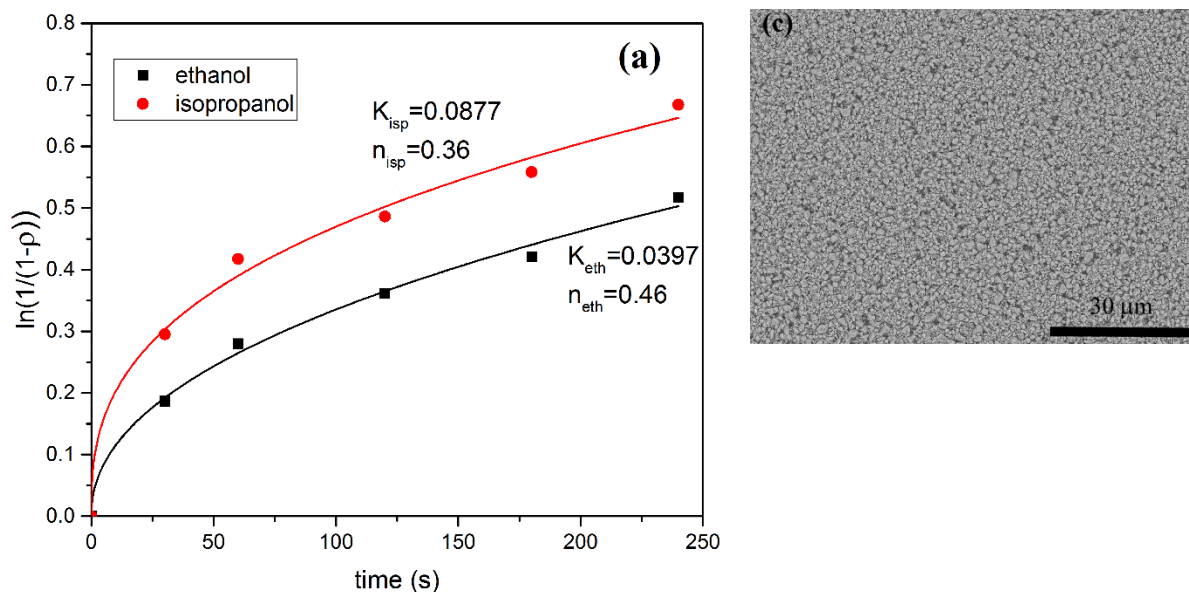 (a)
ethanol
isopropanol
K_isp=0.0877
n_isp=0.36
K_eth=0.0397
n_eth=0.46
ln(1/(1-ρ))
0.8
0.7
0.6
0.5
0.4
0.3
0.2
0.1
0.0
0
50
100
150
200
250
time (s)
(c)
30 µm